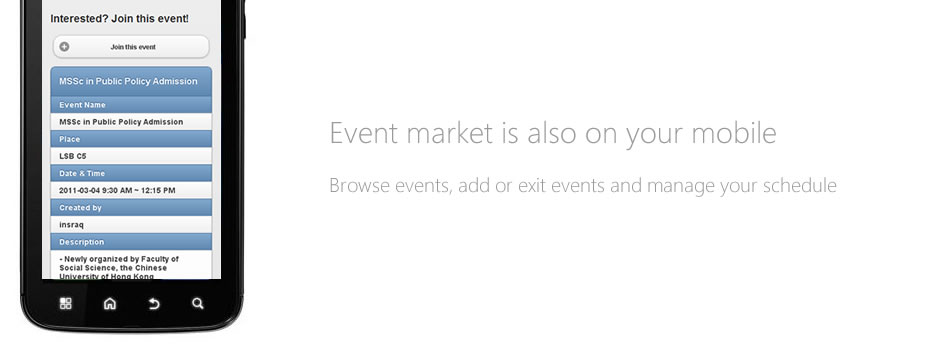 Interested? Join this event!
Join this event
MSSc in Public Policy Admission
Event Name
MSSc in Public Policy Admission
Place
LSB C5
Date & Time
2011-03-04 9:30 AM ~ 12:15 PM
Created by
insraq
Description
- Newly organized by Faculty of
Social Science, the Chinese
University of Hong Kong
Event market is also on your mobile
Browse events, add or exit events and manage your schedule